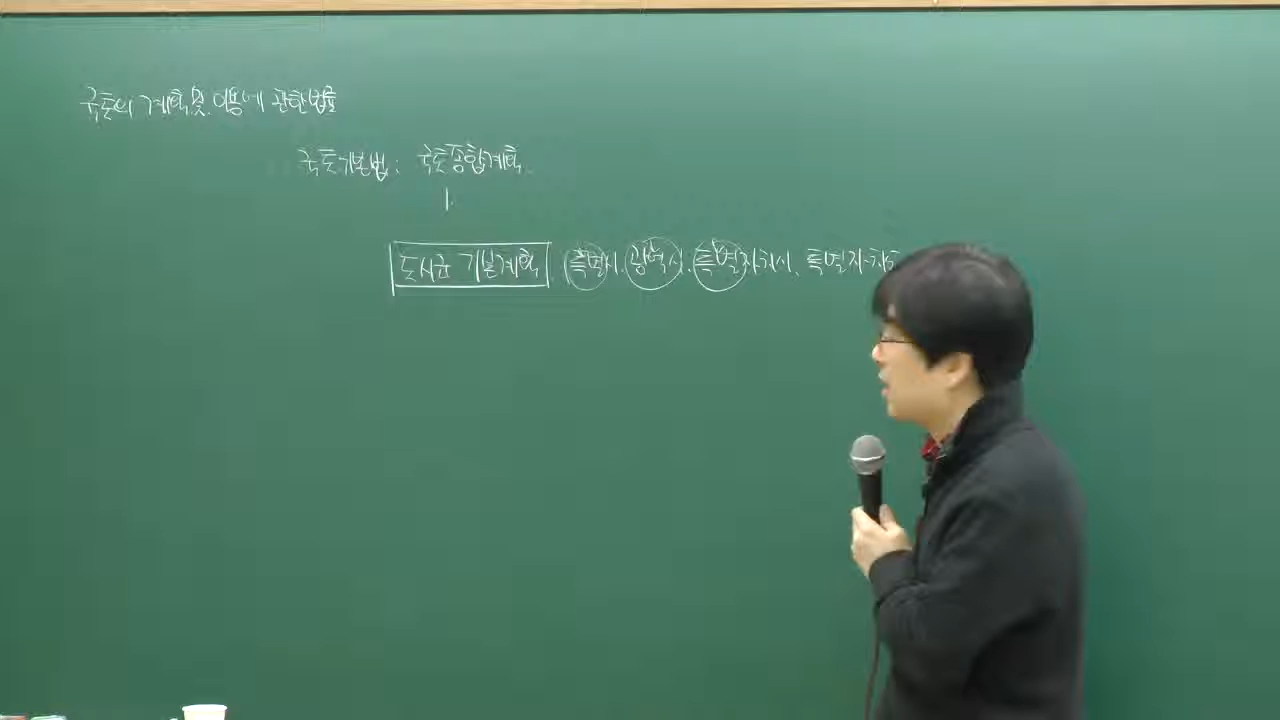 국토의 계획 및 이용에 관한 법률
국토기본법 : 국토종합계획.
도시군 기본계획 (특별시, 광역시, 특별자치시, 특별자치